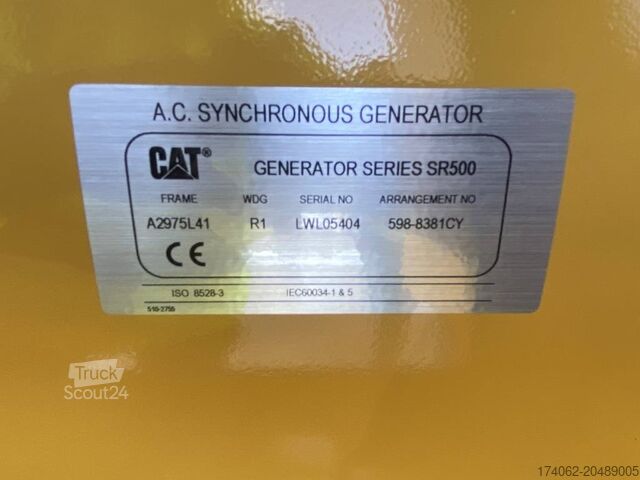 A.C. SYNCHRONOUS GENERATOR
CAT® GENERATOR SERIES SR500
FRAME WDG SERIAL NO ARRANGEMENT NO
A2975L41 R1 LWL05404 598-8381CY
CE
ISO 8528-3 IEC60034-1 & 5
510-2755
Truck
Scout24
174062-20489005